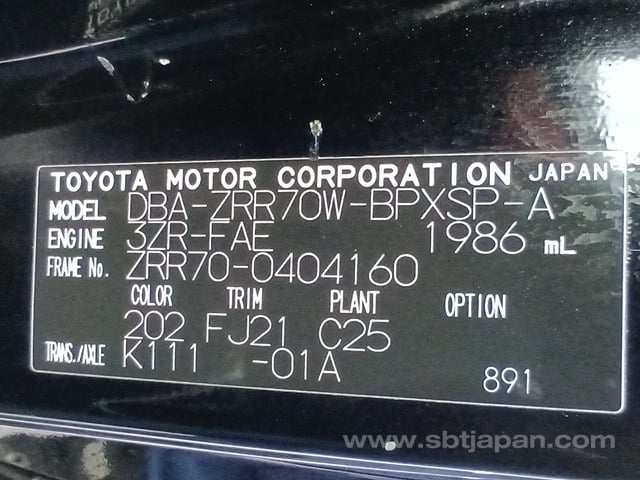 TOYOTA MOTOR CORPORATION JAPAN
MODEL DBA-ZRR70W-BPXSP-A
ENGINE 3ZR-FAE 1986 mL
FRAME No. ZRR70-0404160
COLOR TRIM PLANT OPTION
202 FJ21 C25
TRANS./AXLE K111 -01A
891
www.sbtjapan.com